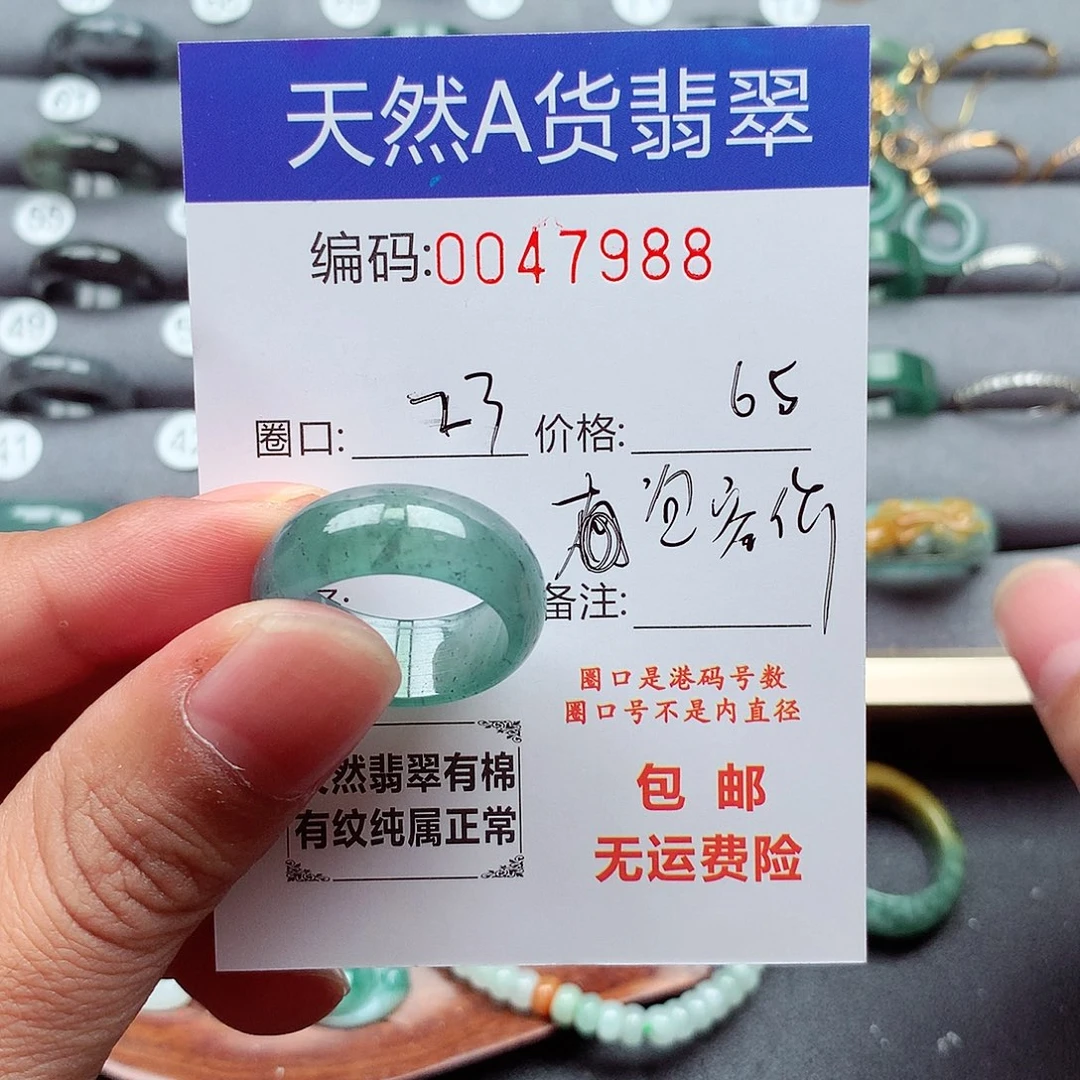 天然A货翡翠
编码:0047988
圈口: 23 价格: 65
备注:
圈口是港码号数
圈口号不是内直径
然翡翠有棉
有纹纯属正常
包邮
无运费险
49
41